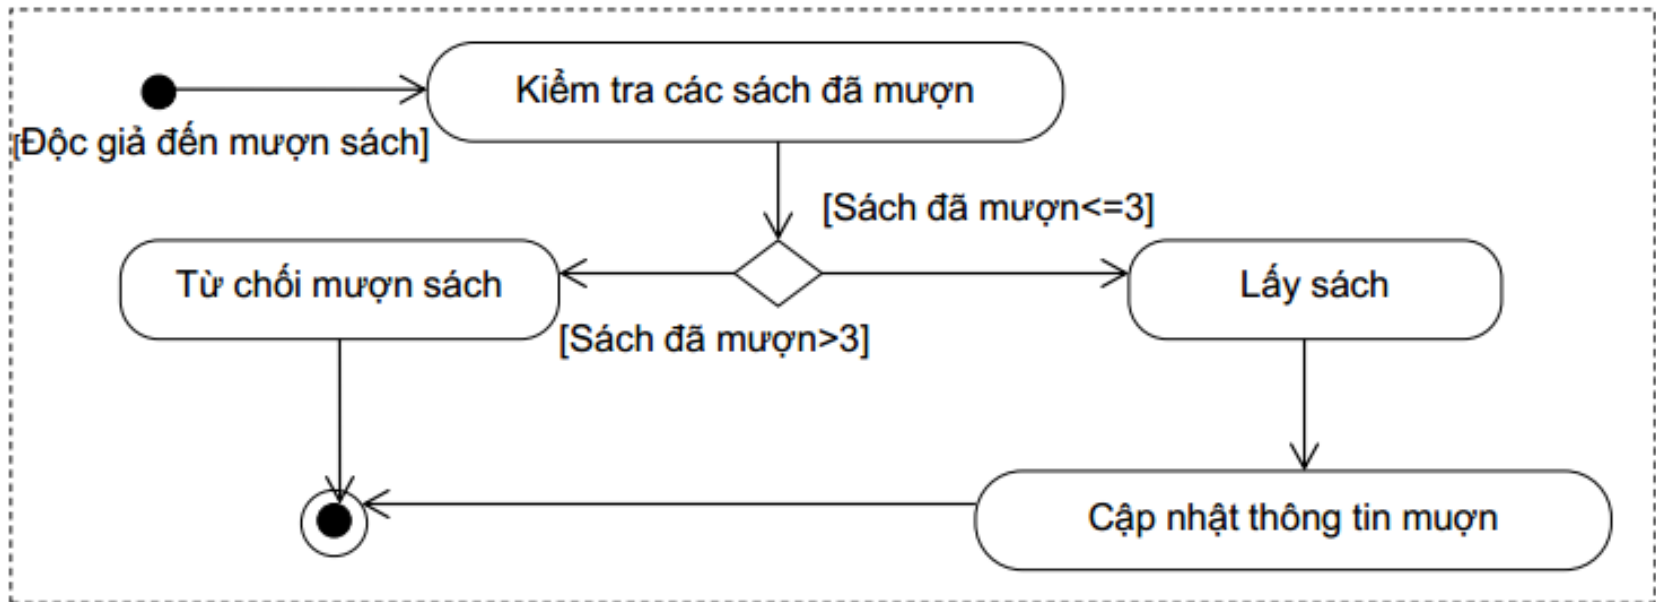 Kiểm tra các sách đã mượn
[Độc giả đến mượn sách]
[Sách đã mượn<=3]
Từ chối mượn sách
Lấy sách
[Sách đã mượn>3]
Cập nhật thông tin muợn